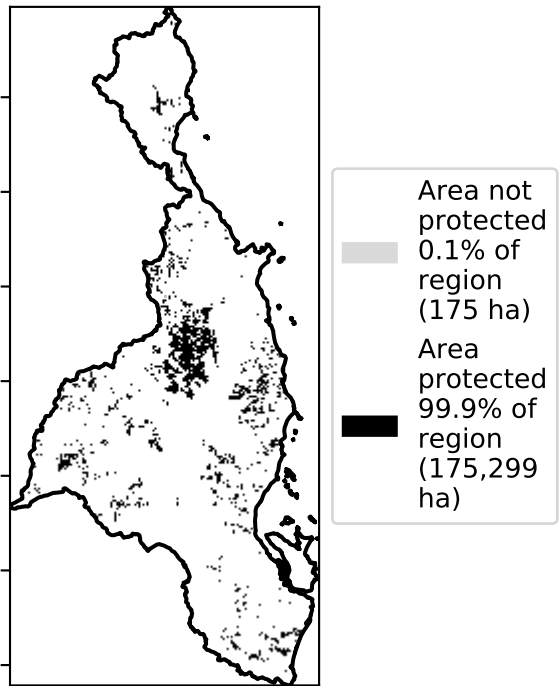 Area not
protected
0.1% of
region
(175 ha)
Area
protected
99.9% of
region
(175,299
ha)